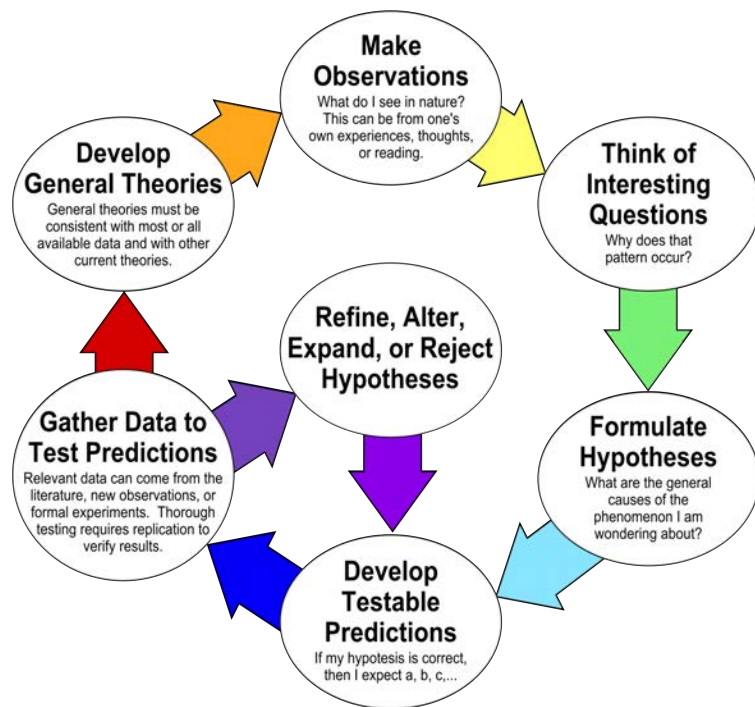 Make
Observations
What do I see in nature?
This can be from one's
own experiences, thoughts,
or reading.
Think of
Interesting
Questions
Why does that
pattern occur?
Formulate
Hypotheses
What are the general
causes of the
phenomenon I am
wondering about?
Develop
Testable
Predictions
If my hypotesis is correct,
then I expect a, b, c,...
Gather Data to
Test Predictions
Relevant data can come from the
literature, new observations, or
formal experiments. Thorough
testing requires replication to
verify results.
Refine, Alter,
Expand, or Reject
Hypotheses
Develop
General Theories
General theories must be
consistent with most or all
available data and with other
current theories.